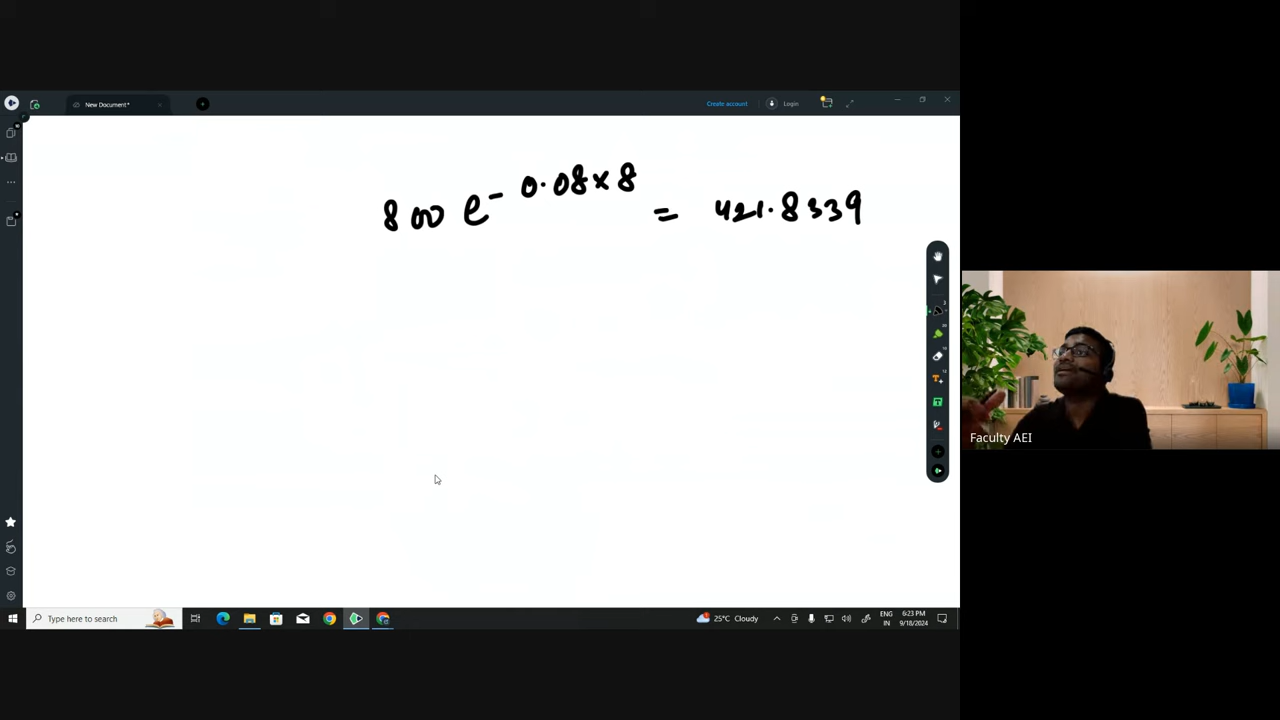 New Document*
Create account
Login
800 e^- 0.08 × 8 = 421.8339
Faculty AEI
Type here to search
25°C Cloudy
ENG
IN
6:23 PM
9/18/2024